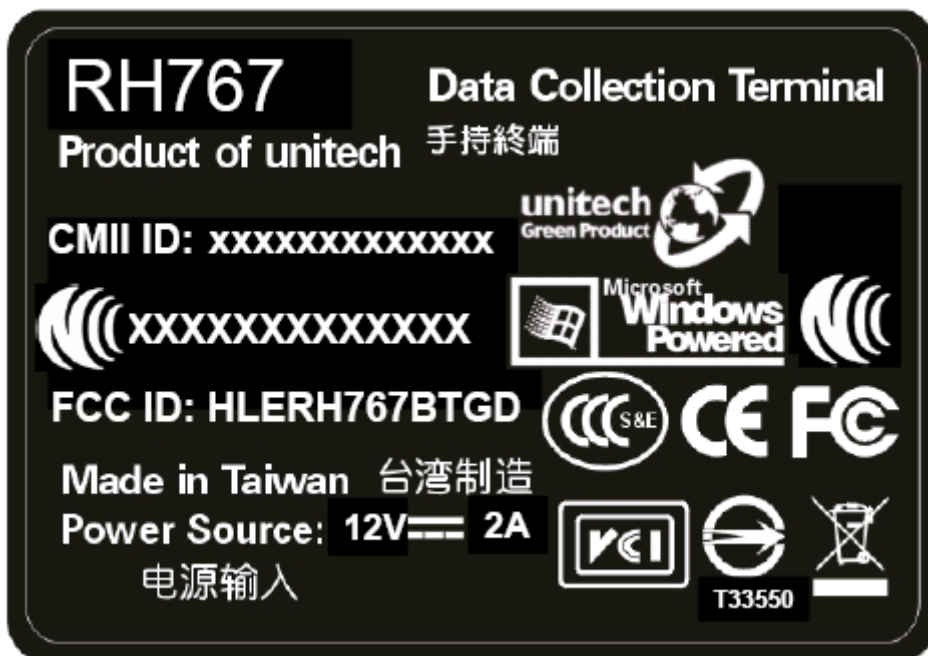 RH767
Data Collection Terminal
Product of unitech
手持終端
unitech
Green Product
CMII ID: xxxxxxxxxxxxx
Microsoft
Windows
Powered
XXXXXXXXXXXXXX
FCC ID: HLERH767BTGD
S&E
CE
FC
Made in Taiwan 台湾制造
Power Source: 12V 2A
VCI
电源输入
T33550